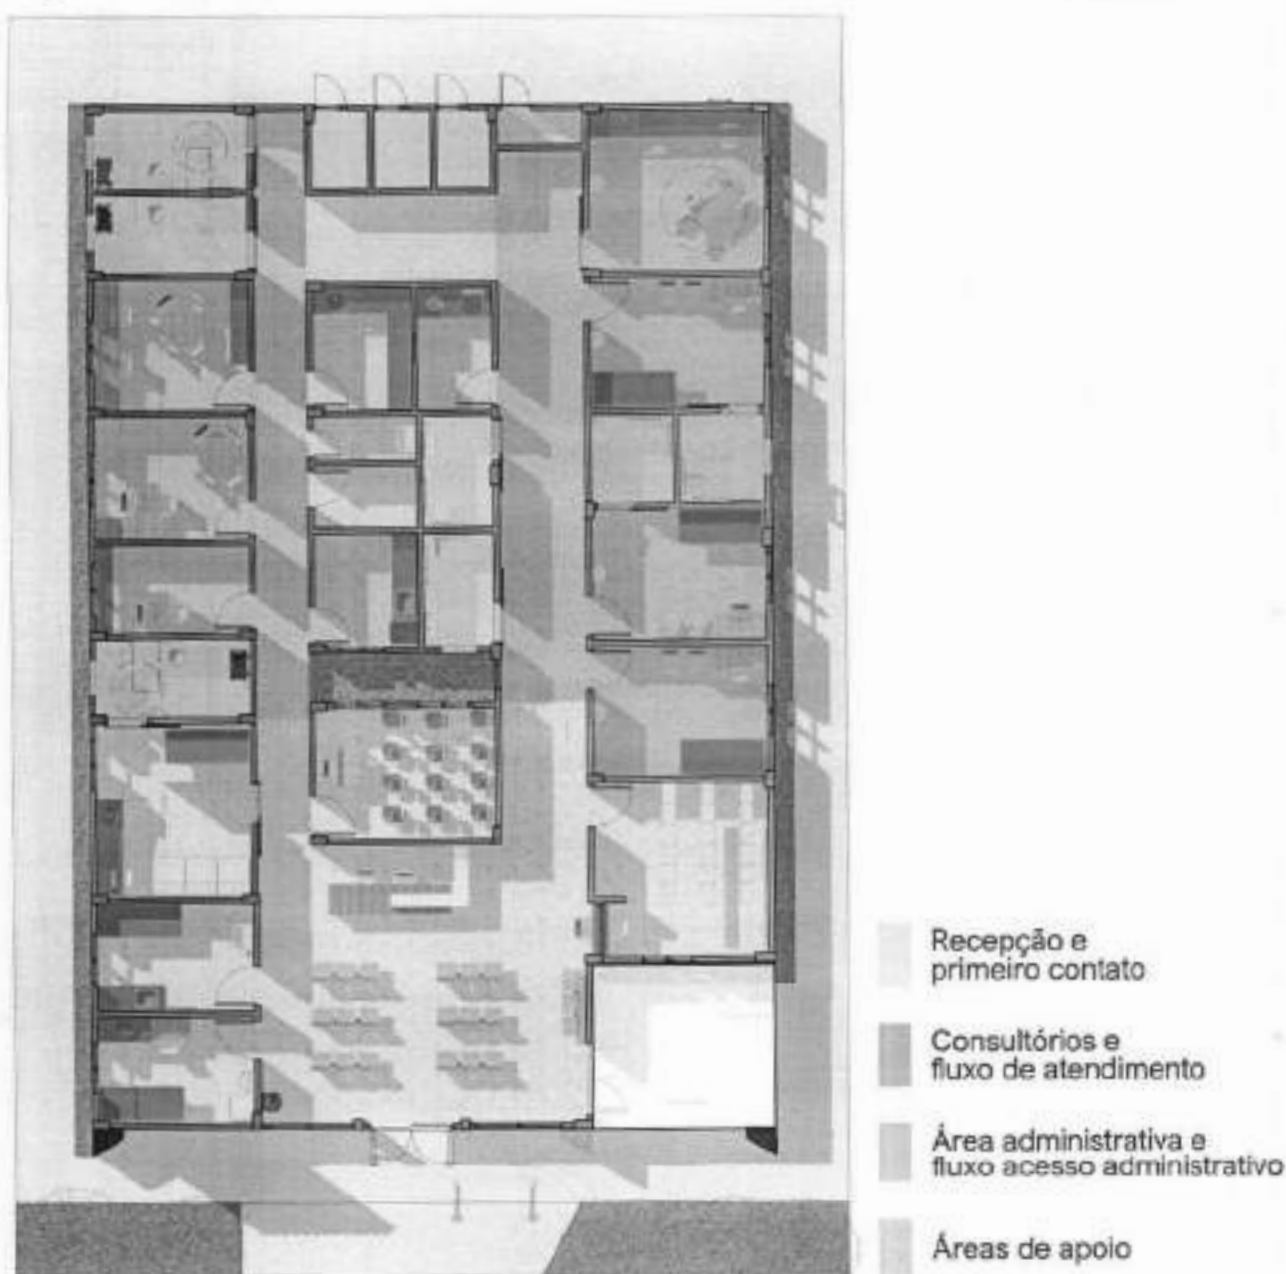 Recepção e
primeiro contato
Consultórios e
fluxo de atendimento
Área administrativa e
fluxo acesso administrativo
Áreas de apoio